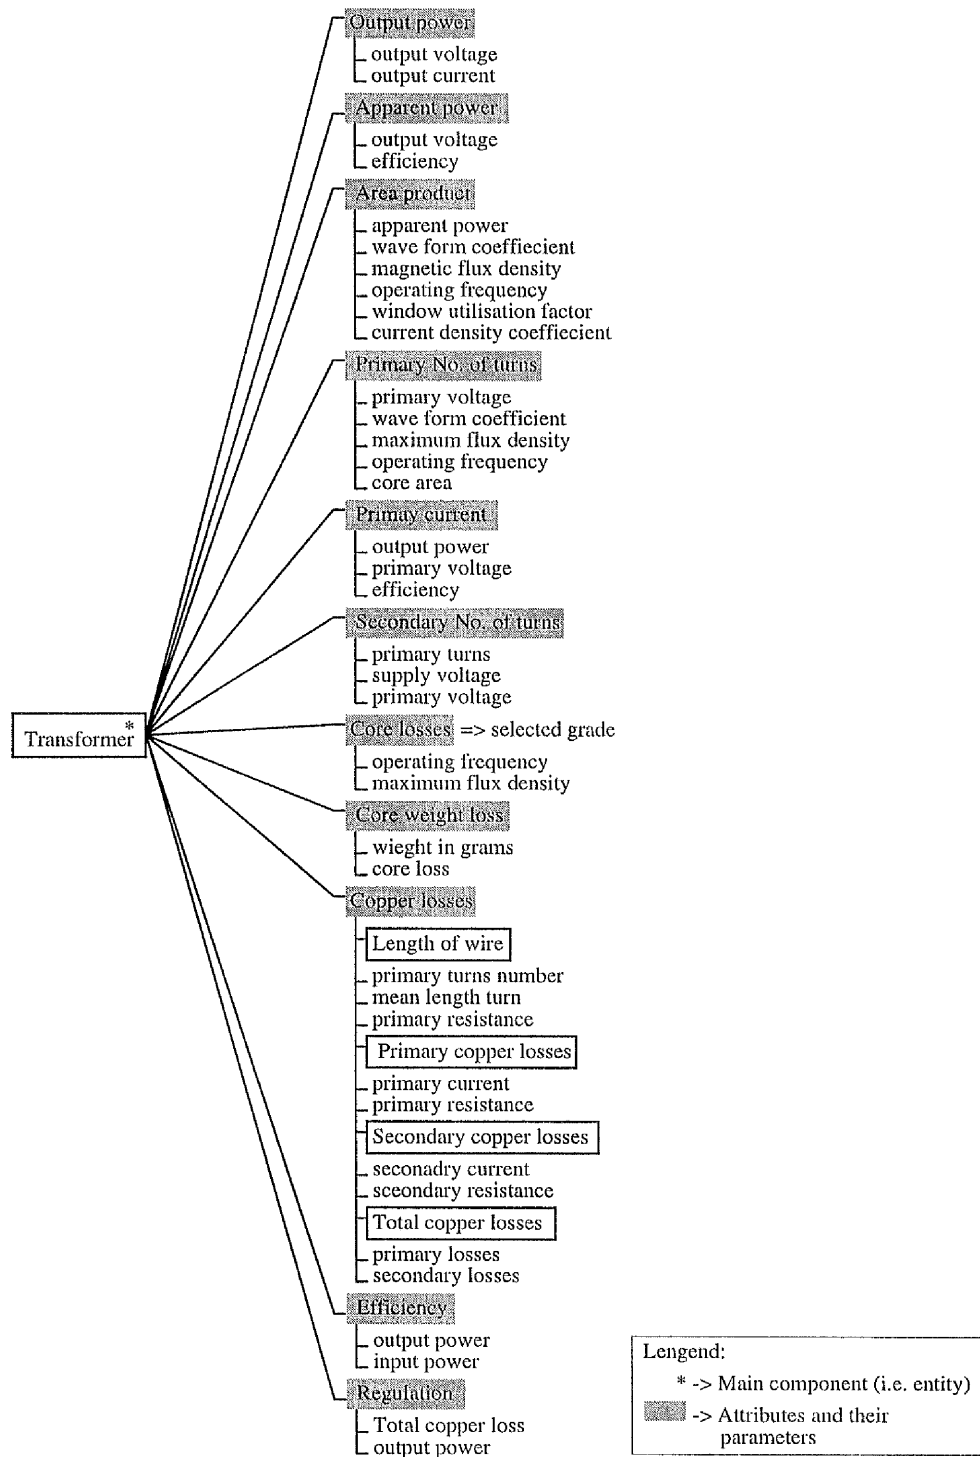 Output power
output voltage
output current
Apparent power
output voltage
efficiency
Area product
apparent power
wave form coeffiecient
magnetic flux density
operating frequency
window utilisation factor
current density coeffiecient
Primary No. of turns
primary voltage
wave form coefficient
maximum flux density
operating frequency
core area
Primay current
output power
primary voltage
efficiency
Secondary No. of turns
primary turns
supply voltage
primary voltage
*
Transformer
Core losses => selected grade
operating frequency
maximum flux density
Core weight loss
wieght in grams
core loss
Copper losses
Length of wire
primary turns number
mean length turn
primary resistance
Primary copper losses
primary current
primary resistance
Secondary copper losses
seconadry current
sceondary resistance
Total copper losses
primary losses
secondary losses
Efficiency
output power
input power
Regulation
Total copper loss
output power
Lengend:
* -> Main component (i.e. entity)
-> Attributes and their
parameters